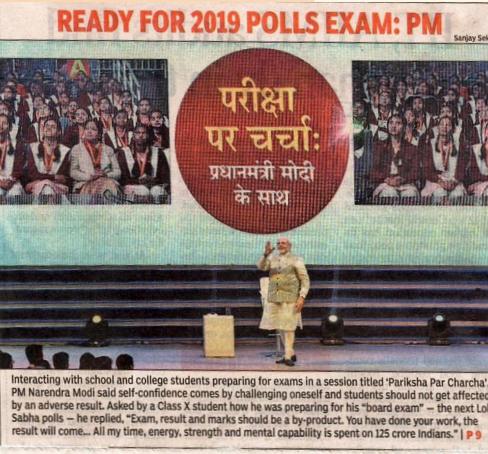 READY FOR 2019 POLLS EXAM: PM
Sanjay Sek
परीक्षा
पर चर्चाः
प्रधानमंत्री मोदी
के साथ
Interacting with school and college students preparing for exams in a session titled ‘Pariksha Par Charcha’,
PM Narendra Modi said self-confidence comes by challenging oneself and students should not get affected
by an adverse result. Asked by a Class X student how he was preparing for his “board exam” — the next Lok
Sabha polls — he replied, “Exam, result and marks should be a by-product. You have done your work, the
result will come... All my time, energy, strength and mental capability is spent on 125 crore Indians.” | P 9